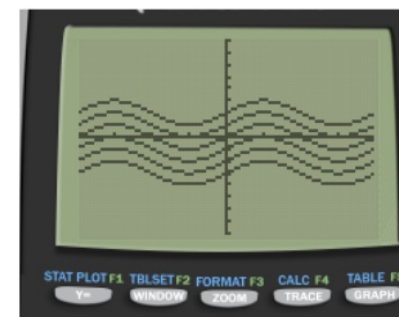 STAT PLOT F1 TBLSET F2 FORMAT F3 CALC F4 TABLE
Y= WINDOW ZOOM TRACE GRAPH